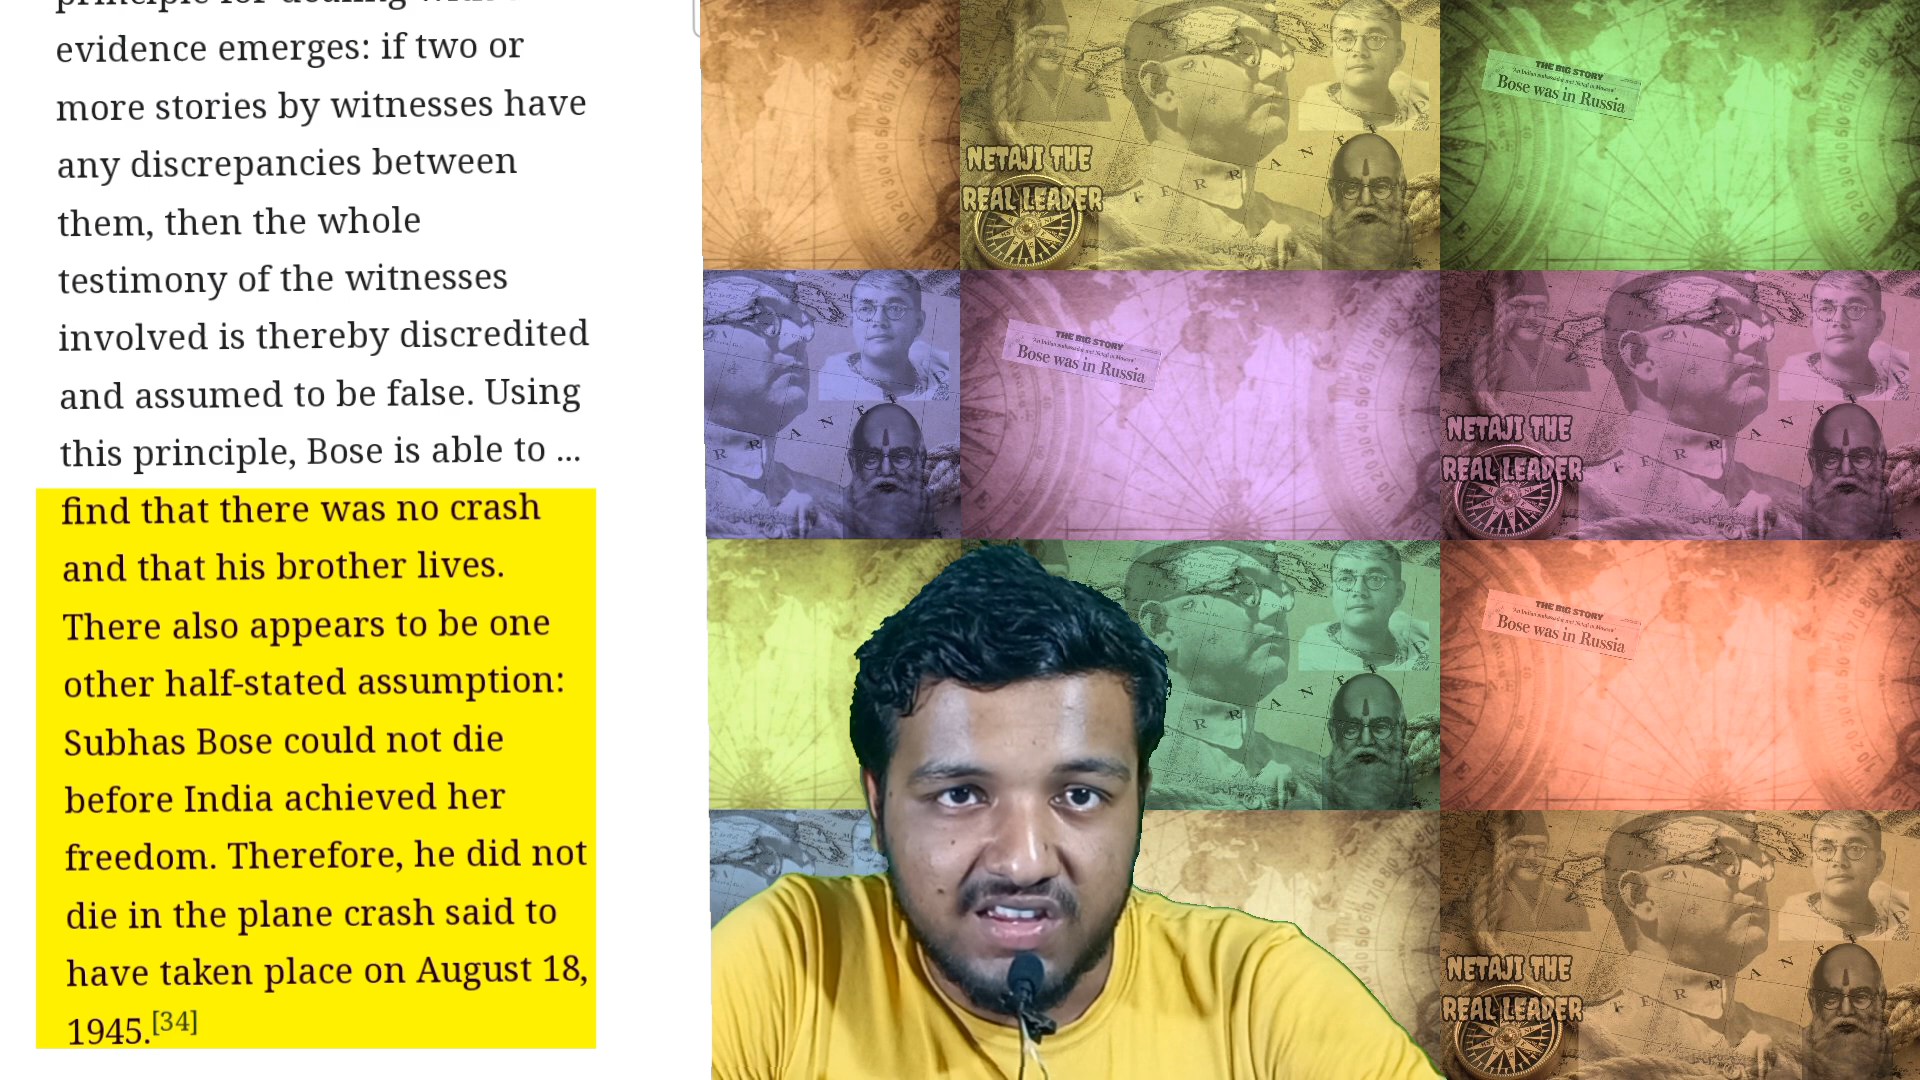 evidence emerges: if two or
more stories by witnesses have
any discrepancies between
them, then the whole
testimony of the witnesses
involved is thereby discredited
and assumed to be false. Using
this principle, Bose is able to ...
find that there was no crash
and that his brother lives.
There also appears to be one
other half-stated assumption:
Subhas Bose could not die
before India achieved her
freedom. Therefore, he did not
die in the plane crash said to
have taken place on August 18,
1945.[34]
NETAJI THE
REAL LEADER
THE BIG STORY
Bose was in Russia
THE BIG STORY
Bose was in Russia
NETAJI THE
REAL LEADER
THE BIG STORY
Bose was in Russia
NETAJI THE
REAL LEADER